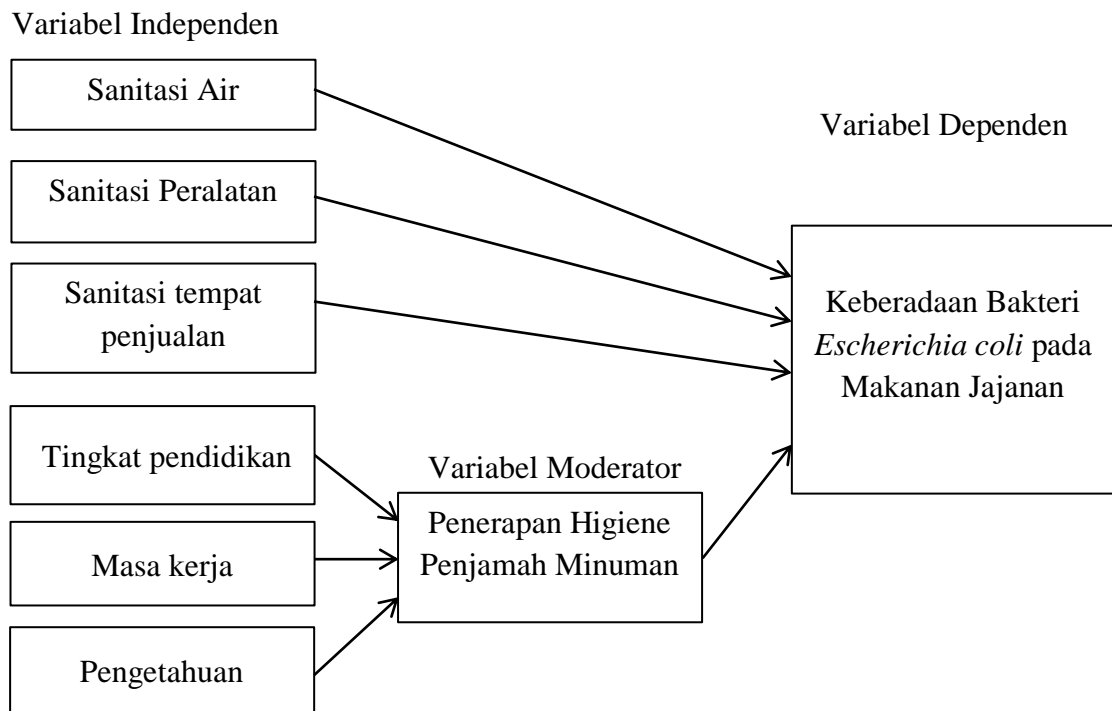 Variabel Independen
Sanitasi Air
Variabel Dependen
Sanitasi Peralatan
Sanitasi tempat
penjualan
Keberadaan Bakteri
Escherichia coli pada
Makanan Jajanan
Tingkat pendidikan
Variabel Moderator
Penerapan Higiene
Penjamah Minuman
Masa kerja
Pengetahuan